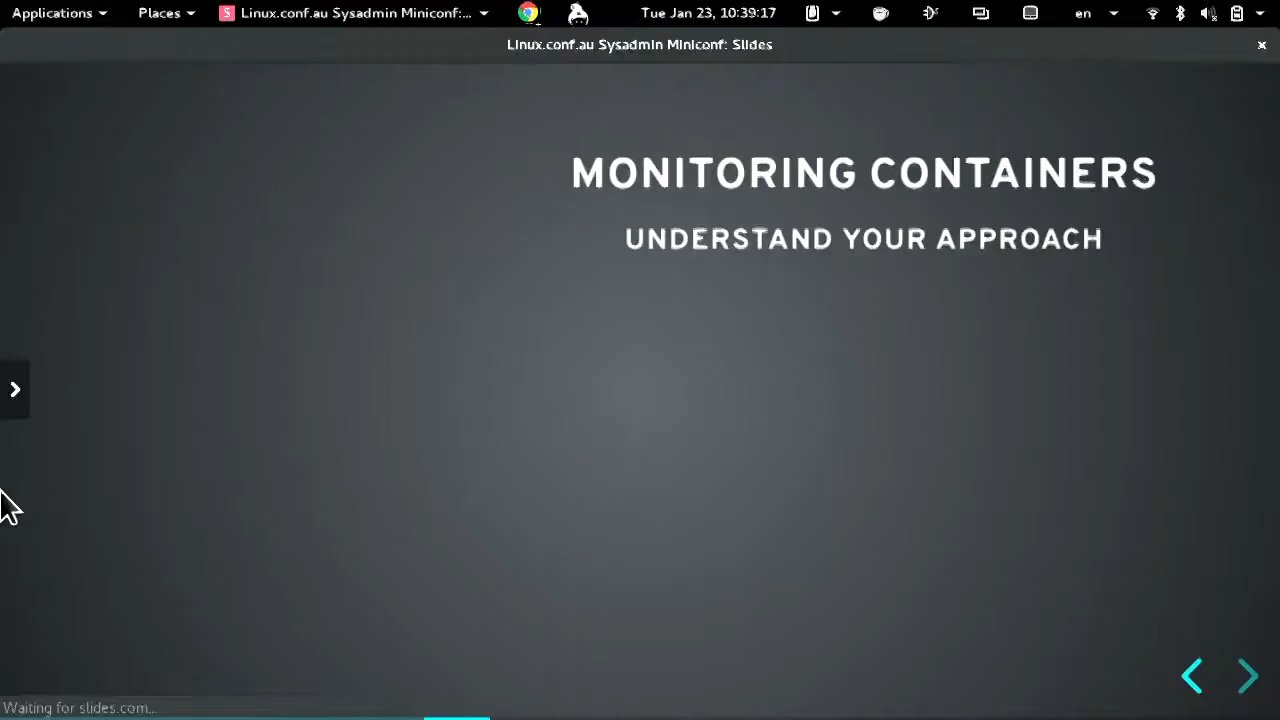 Applications
Places
Linux.conf.au Sysadmin Miniconf:...
Tue Jan 23, 10:39:17
en
Linux.conf.au Sysadmin Miniconf: Slides
MONITORING CONTAINERS
UNDERSTAND YOUR APPROACH
Waiting for slides.com...